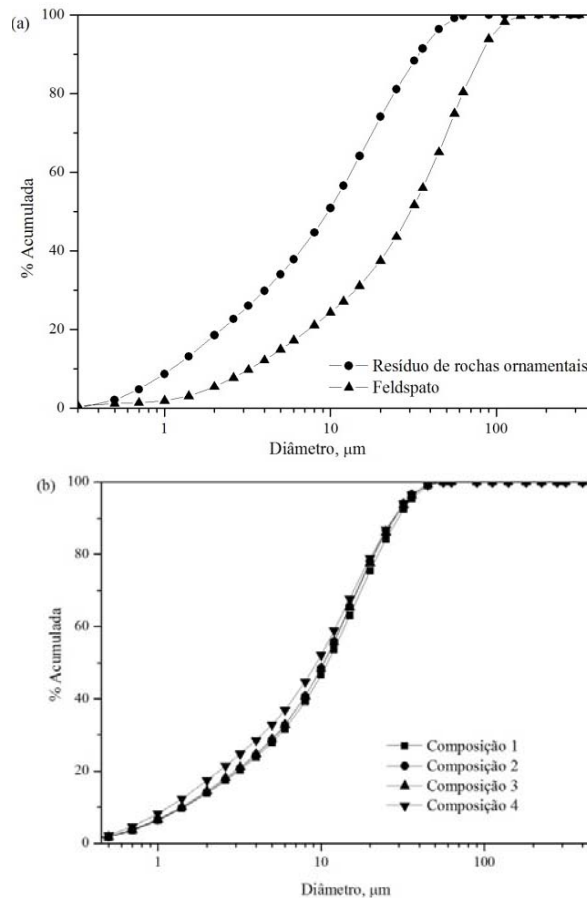 (a)
100
80
60
40
20
0
% Acumulada
Resíduo de rochas ornamentais
Feldspato
1
10
100
Diâmetro, μm
(b)
100
80
60
40
20
0
% Acumulada
Composição 1
Composição 2
Composição 3
Composição 4
1
10
100
Diâmetro, μm